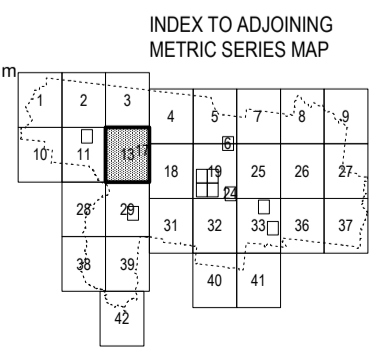 INDEX TO ADJOINING
METRIC SERIES MAP
m
1 2 3
4 5 7 8 9
6
10 11 13 17
18 19 25 26 27
24
28 29
31 32 33 36 37
38 39
40 41
42